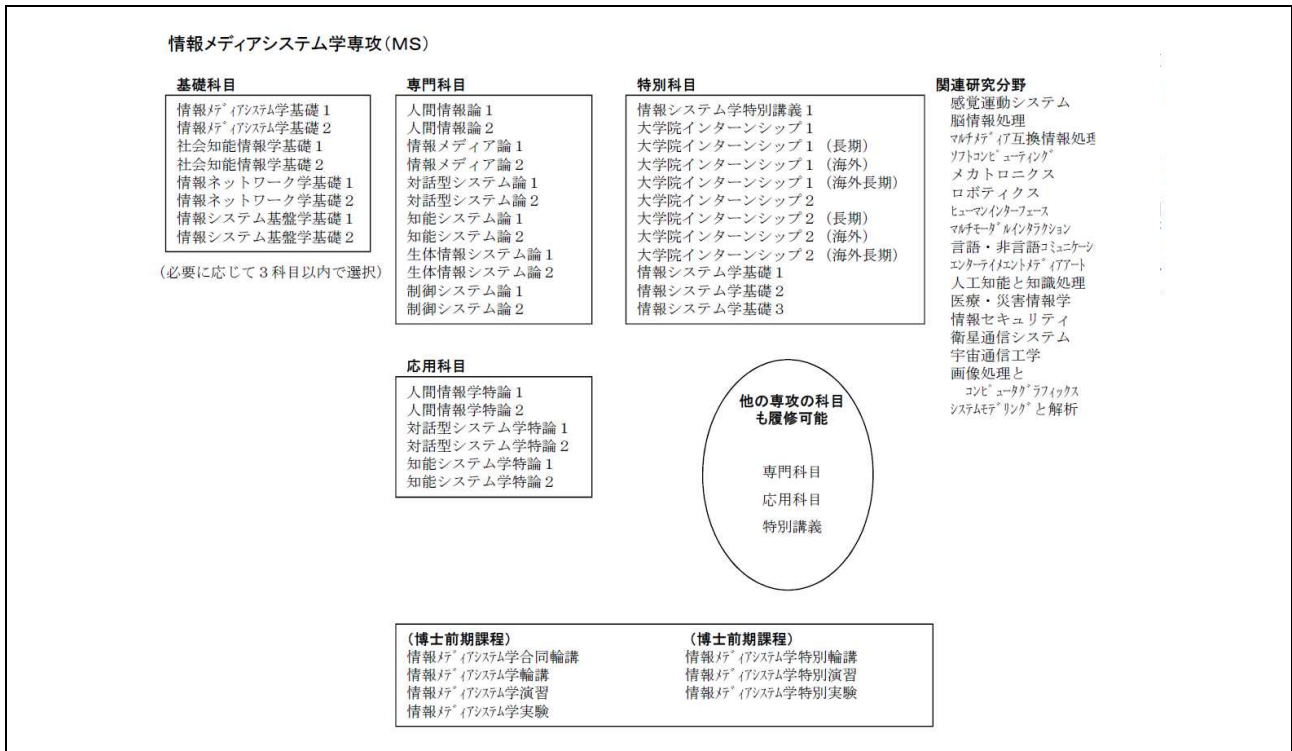 情報メディアシステム学専攻(MS)
基礎科目
情報ﾒﾃﾞｨｱｼｽﾃﾑ学基礎1
情報ﾒﾃﾞｨｱｼｽﾃﾑ学基礎2
社会知能情報学基礎1
社会知能情報学基礎2
情報ネットワーク学基礎1
情報ネットワーク学基礎2
情報システム基盤学基礎1
情報システム基盤学基礎2
(必要に応じて3科目以内で選択)
専門科目
人間情報論1
人間情報論2
情報メディア論1
情報メディア論2
対話型システム論1
対話型システム論2
知能システム論1
知能システム論2
生体情報システム論1
生体情報システム論2
制御システム論1
制御システム論2
特別科目
情報システム学特別講義1
大学院インターンシップ1
大学院インターンシップ1(長期)
大学院インターンシップ1(海外)
大学院インターンシップ1(海外長期)
大学院インターンシップ2
大学院インターンシップ2(長期)
大学院インターンシップ2(海外)
大学院インターンシップ2(海外長期)
情報システム学基礎1
情報システム学基礎2
情報システム学基礎3
関連研究分野
感覚運動システム
脳情報処理
ﾏﾙﾁﾒﾃﾞｨｱ互換情報処理
ｿﾌﾄｺﾝﾋﾟｭｰﾃｨﾝｸﾞ
メカトロニクス
ロボティクス
ﾋｭｰﾏﾝｲﾝﾀｰﾌｪｰｽ
ﾏﾙﾁﾓｰﾀﾞﾙｲﾝﾀﾗｸｼｮﾝ
言語・非言語ｺﾐｭﾆｹｰｼ
ｴﾝﾀｰﾃｲﾒﾝﾄﾒﾃﾞｨｱｱｰﾄ
人工知能と知識処理
医療・災害情報学
情報セキュリティ
衛星通信システム
宇宙通信工学
画像処理と
ｺﾝﾋﾟｭｰﾀｸﾞﾗﾌｨｯｸｽ
ｼｽﾃﾑﾓﾃﾞﾘﾝｸﾞと解析
応用科目
人間情報学特論1
人間情報学特論2
対話型システム学特論1
対話型システム学特論2
知能システム学特論1
知能システム学特論2
他の専攻の科目
も履修可能
専門科目
応用科目
特別講義
(博士前期課程)
情報ﾒﾃﾞｨｱｼｽﾃﾑ学合同輪講
情報ﾒﾃﾞｨｱｼｽﾃﾑ学輪講
情報ﾒﾃﾞｨｱｼｽﾃﾑ学演習
情報ﾒﾃﾞｨｱｼｽﾃﾑ学実験
(博士前期課程)
情報ﾒﾃﾞｨｱｼｽﾃﾑ学特別輪講
情報ﾒﾃﾞｨｱｼｽﾃﾑ学特別演習
情報ﾒﾃﾞｨｱｼｽﾃﾑ学特別実験